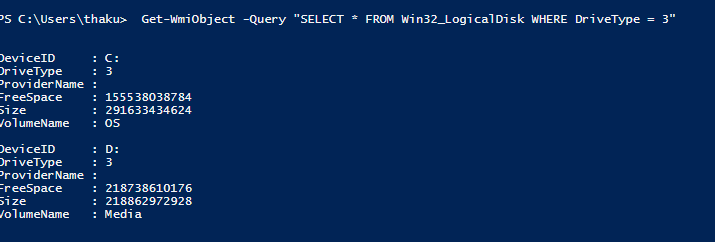 PS C:\Users\thaku>  Get-WmiObject -Query "SELECT * FROM Win32_LogicalDisk WHERE DriveType = 3"
DeviceID     : C:
DriveType    : 3
ProviderName :
FreeSpace    : 155538038784
Size         : 291633434624
VolumeName   : OS
DeviceID     : D:
DriveType    : 3
ProviderName :
FreeSpace    : 218738610176
Size         : 218862972928
VolumeName   : Media